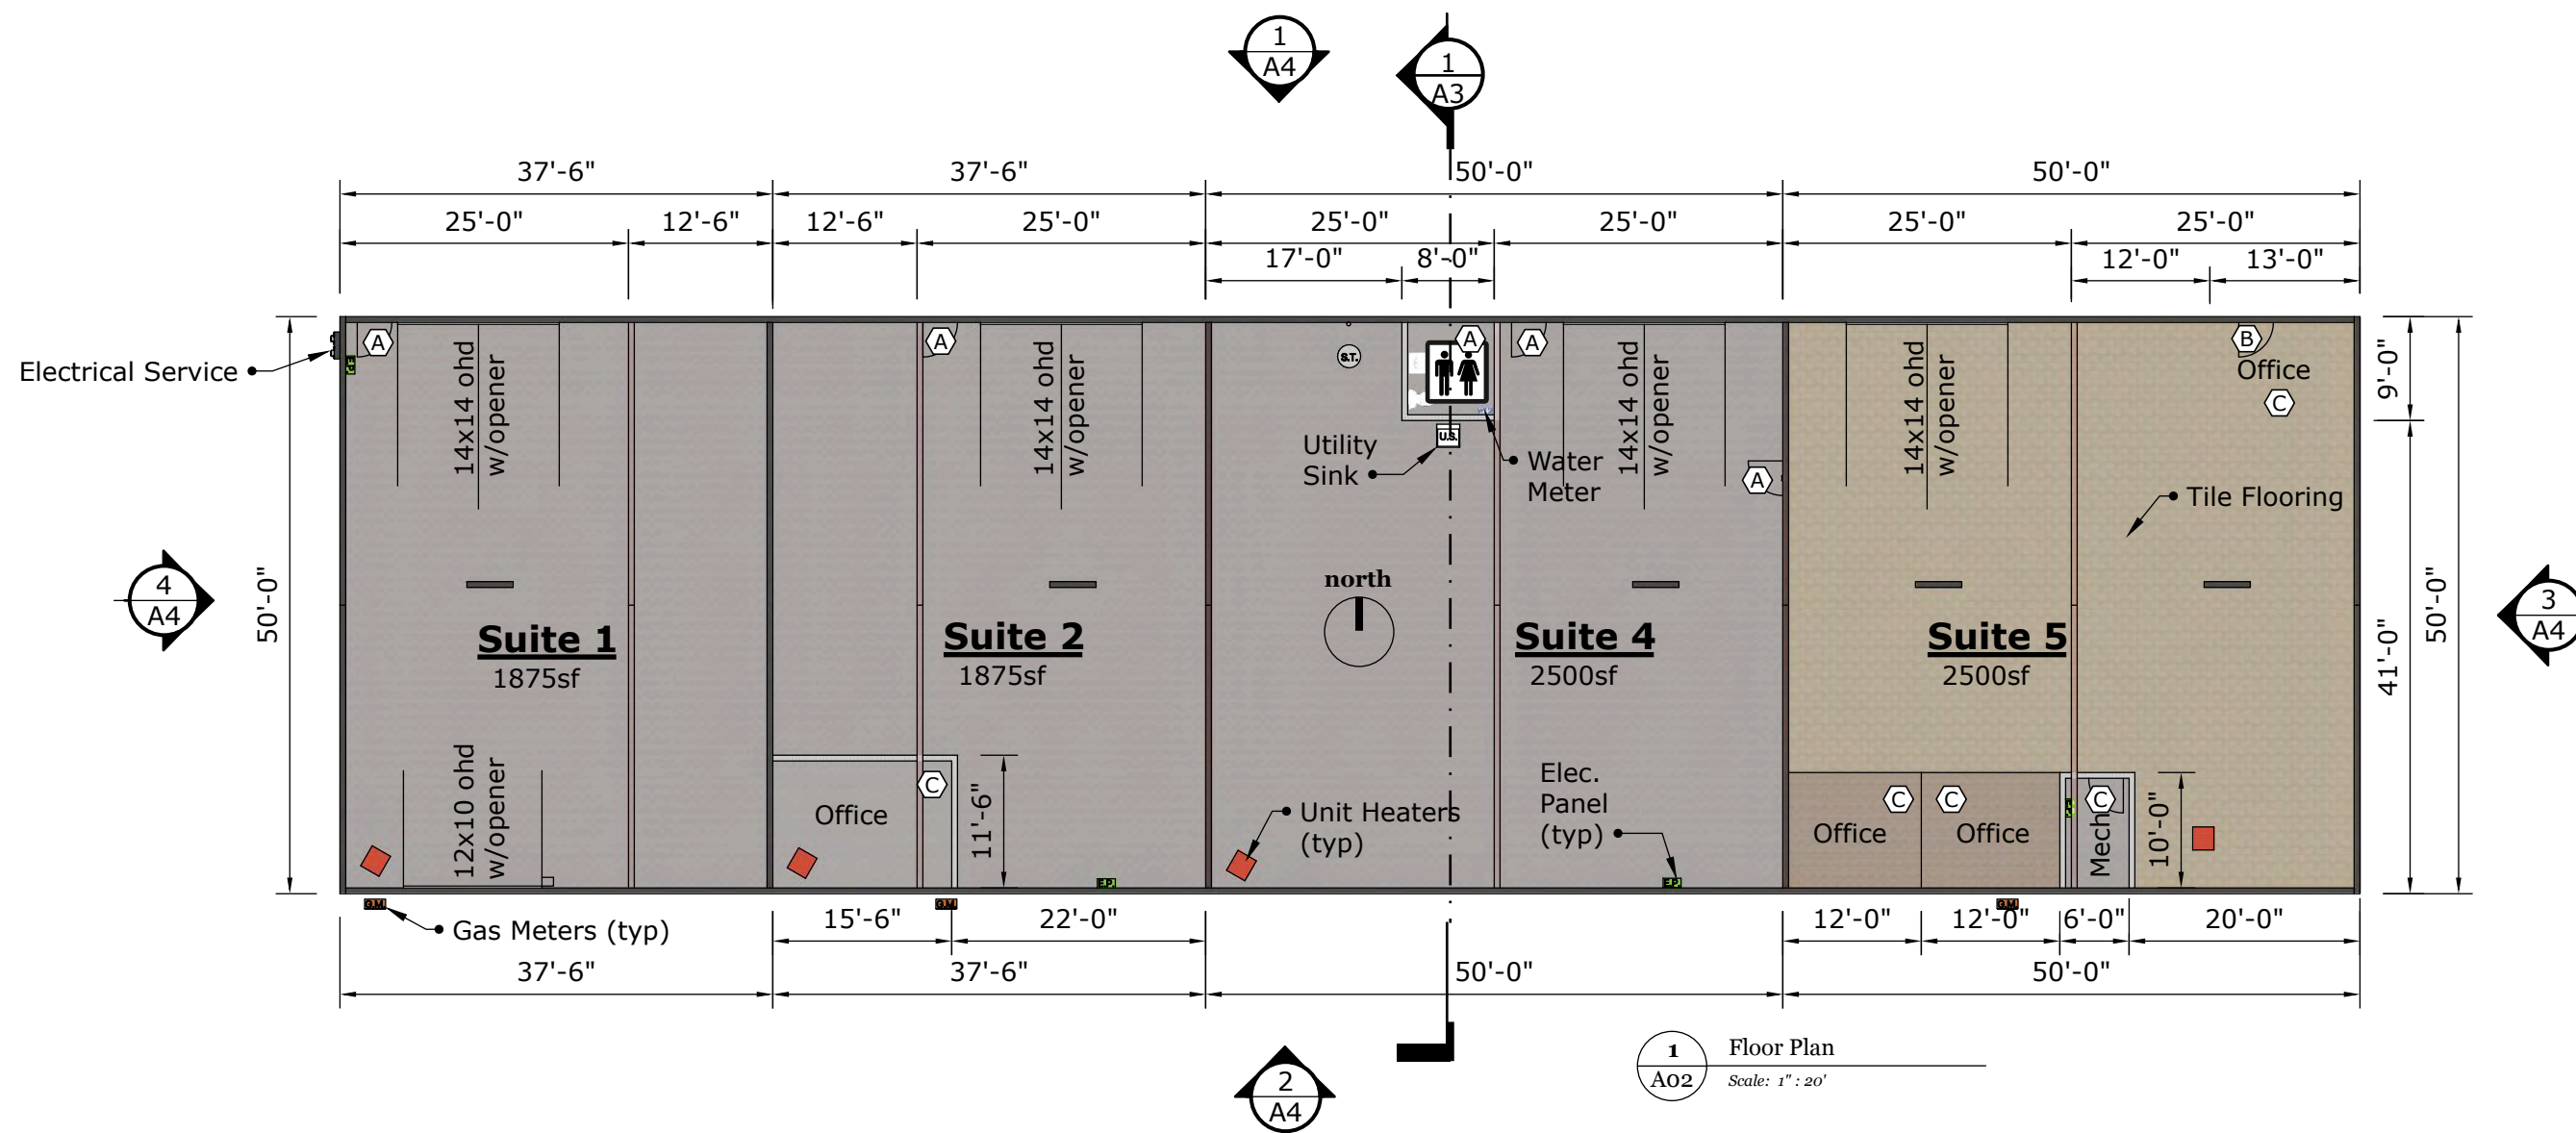 1
A4
1
A3
37'-6"
37'-6"
50'-0"
50'-0"
25'-0"
12'-6"
12'-6"
25'-0"
25'-0"
25'-0"
25'-0"
25'-0"
17'-0"
8'-0"
12'-0"
13'-0"
Electrical Service
A
14x14 ohd
w/opener
A
14x14 ohd
w/opener
S.T.
A
A
14x14 ohd
w/opener
14x14 ohd
w/opener
B
Office
C
9'-0"
Utility
Sink
U.S.
Water
Meter
A
Tile Flooring
4
A4
50'-0"
north
Suite 1
1875sf
Suite 2
1875sf
Suite 4
2500sf
Suite 5
2500sf
41'-0"
50'-0"
3
A4
12x10 ohd
w/opener
Office
C
11'-6"
Unit Heaters
(typ)
Elec.
Panel
(typ)
C
Office
C
Office
C
Mech
10'-0"
E.P.
E.P.
G.M.
G.M.
G.M.
Gas Meters (typ)
15'-6"
22'-0"
12'-0"
12'-0"
6'-0"
20'-0"
37'-6"
37'-6"
50'-0"
50'-0"
2
A4
1
A02
Floor Plan
Scale: 1" : 20'